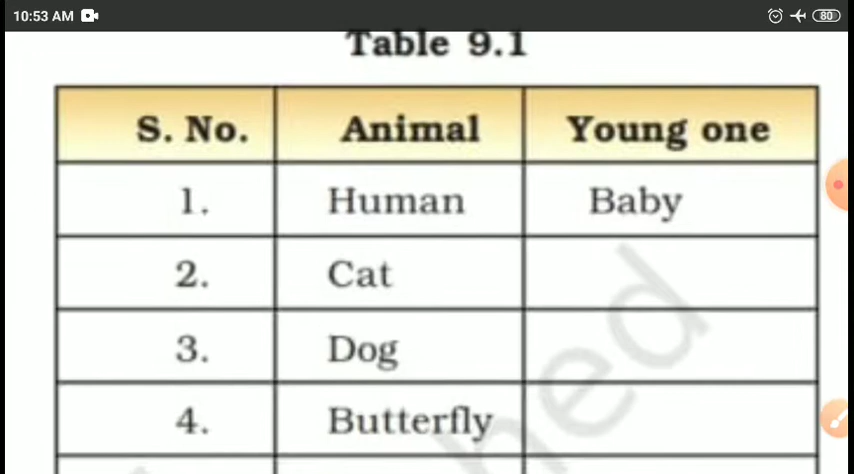 10:53 AM 80
Table 9.1
S. No. Animal Young one
1. Human Baby
2. Cat
3. Dog
4. Butterfly
hed